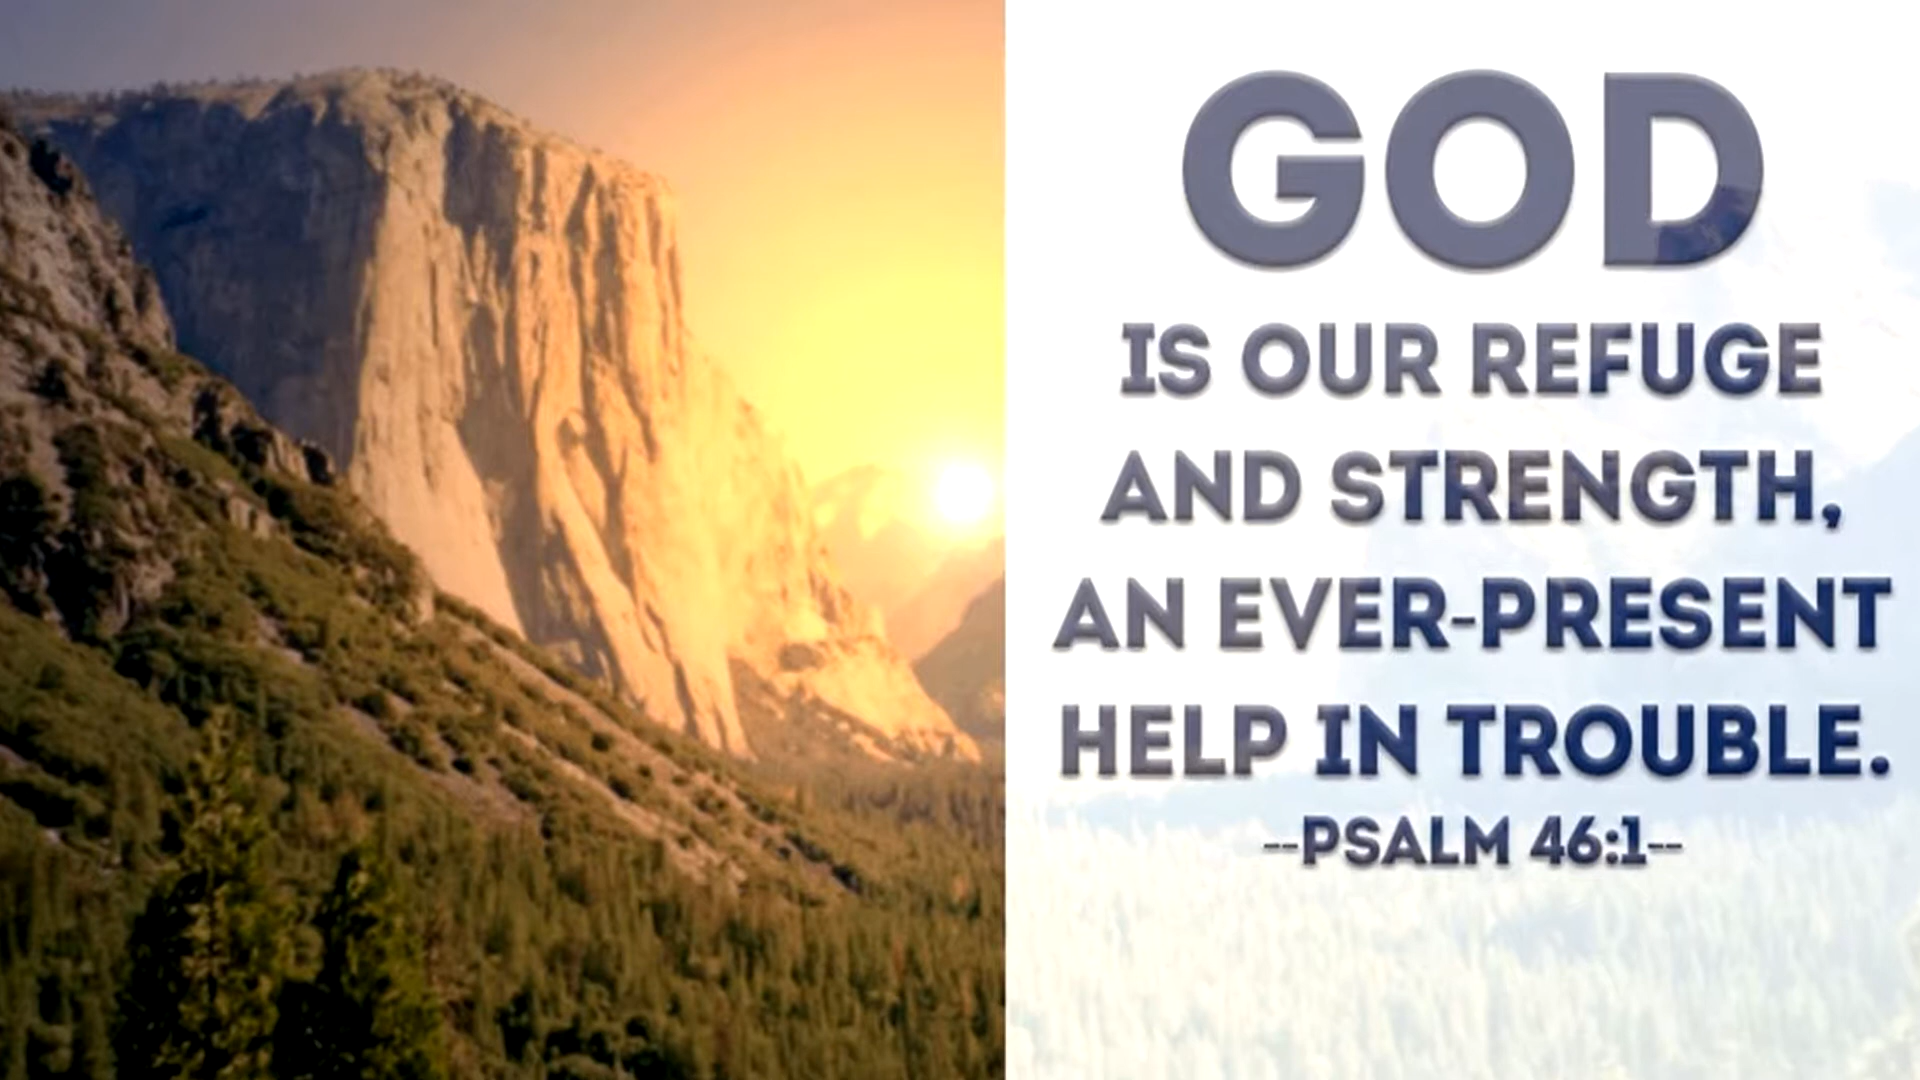 GOD
IS OUR REFUGE
AND STRENGTH,
AN EVER-PRESENT
HELP IN TROUBLE.
--PSALM 46:1--